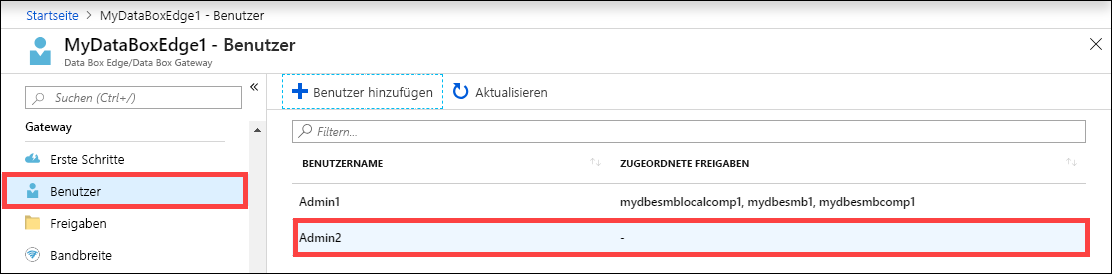 Startseite > MyDataBoxEdge1 - Benutzer
MyDataBoxEdge1 - Benutzer
Data Box Edge/Data Box Gateway
Suchen (Ctrl+/)
Gateway
Erste Schritte
Benutzer
Freigaben
Bandbreite
Benutzer hinzufügen Aktualisieren
Filtern...
BENUTZERNAME ZUGEORDNETE FREIGABEN
Admin1 mydbesmblocalcomp1, mydbesmb1, mydbesmbcomp1
Admin2 -